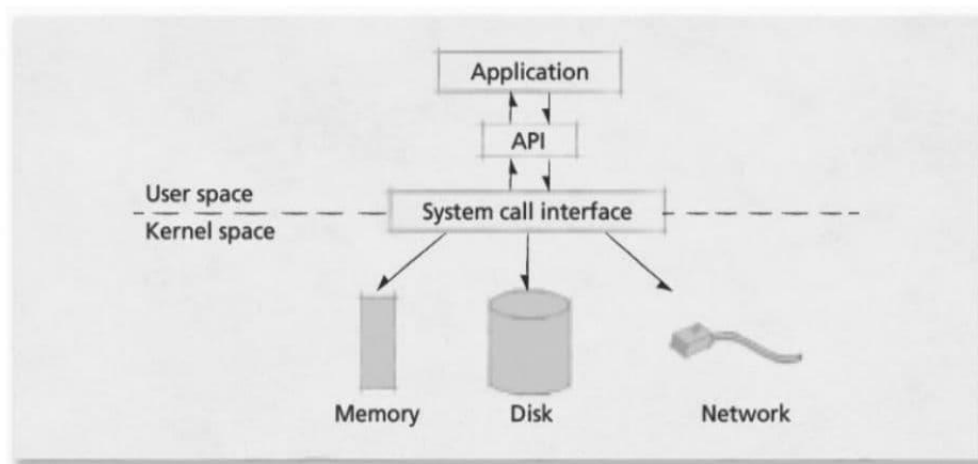 Application
API
User space
System call interface
Kernel space
Memory
Disk
Network